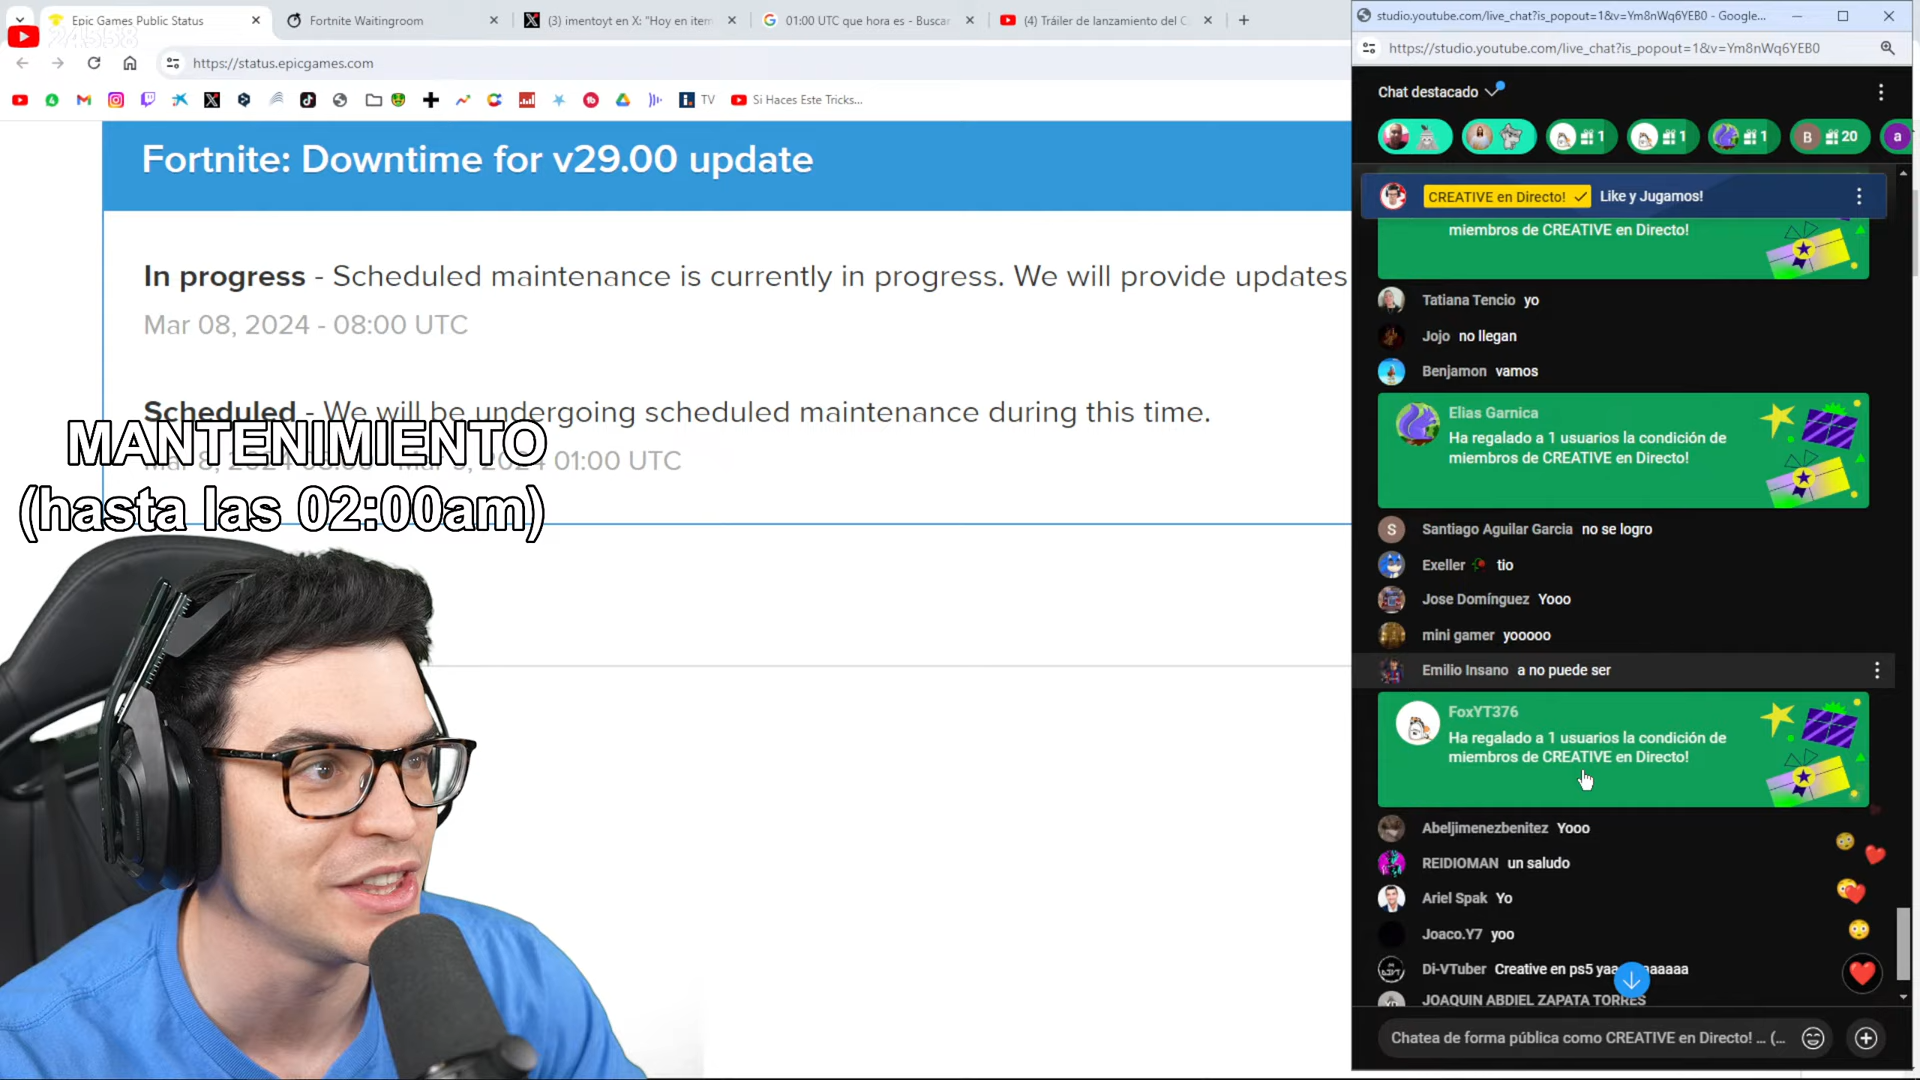 Epic Games Public Status
Fortnite Waitingroom
(3) imentoyt en X: "Hoy en item
01:00 UTC que hora es - Buscar
(4) Tráiler de lanzamiento del C
24558
https://status.epicgames.com
TV
Si Haces Este Tricks...
Fortnite: Downtime for v29.00 update
In progress - Scheduled maintenance is currently in progress. We will provide updates
Mar 08, 2024 - 08:00 UTC
Scheduled - We will be undergoing scheduled maintenance during this time.
Mar 8, 2024 08:00 - Mar 9, 2024 01:00 UTC
MANTENIMIENTO
(hasta las 02:00am)
studio.youtube.com/live_chat?is_popout=1&v=Ym8nWq6YEB0 - Google...
https://studio.youtube.com/live_chat?is_popout=1&v=Ym8nWq6YEB0
Chat destacado
1
1
1
B 20
a
CREATIVE en Directo! Like y Jugamos!
miembros de CREATIVE en Directo!
Tatiana Tencio yo
Jojo no llegan
Benjamon vamos
Elias Garnica
Ha regalado a 1 usuarios la condición de
miembros de CREATIVE en Directo!
S Santiago Aguilar Garcia no se logro
Exeller tio
Jose Domínguez Yooo
mini gamer yooooo
Emilio Insano a no puede ser
FoxYT376
Ha regalado a 1 usuarios la condición de
miembros de CREATIVE en Directo!
Abeljimenezbenitez Yooo
REIDIOMAN un saludo
Ariel Spak Yo
Joaco.Y7 yoo
Di-VTuber Creative en ps5
JOAQUIN ABDIEL ZAPATA TORRES
Chatea de forma pública como CREATIVE en Directo! ... (...